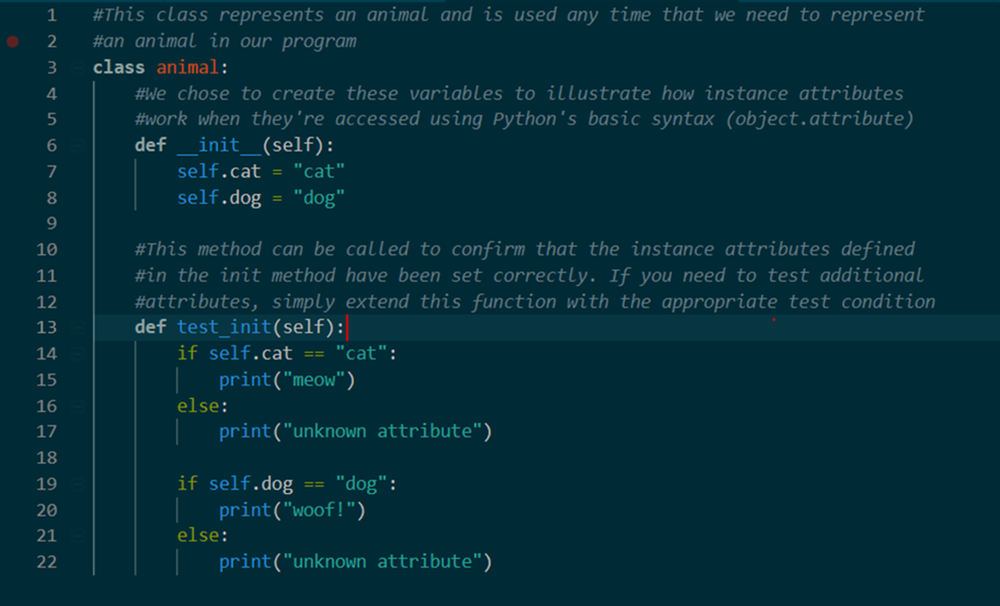 1 #This class represents an animal and is used any time that we need to represent
2 #an animal in our program
3 class animal:
4 #We chose to create these variables to illustrate how instance attributes
5 #work when they're accessed using Python's basic syntax (object.attribute)
6 def __init__(self):
7 self.cat = "cat"
8 self.dog = "dog"
9
10 #This method can be called to confirm that the instance attributes defined
11 #in the init method have been set correctly. If you need to test additional
12 #attributes, simply extend this function with the appropriate test condition
13 def test_init(self):
14 if self.cat == "cat":
15 print("meow")
16 else:
17 print("unknown attribute")
18
19 if self.dog == "dog":
20 print("woof!")
21 else:
22 print("unknown attribute")